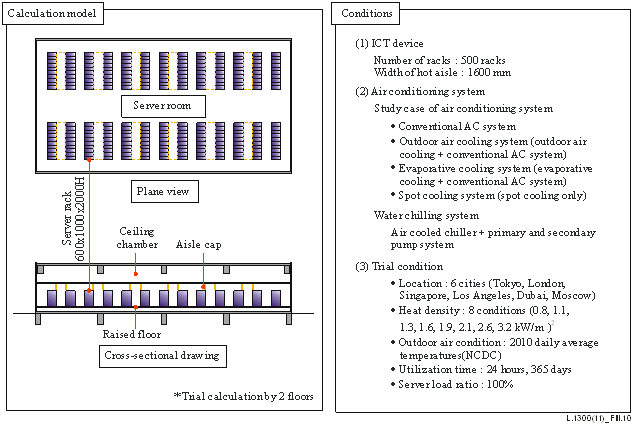 Calculation model
Server room
Plane view
Server rack
600x1000x2000H
Ceiling
chamber
Aisle cap
Raised floor
Cross-sectional drawing
*Trial calculation by 2 floors
Conditions
(1) ICT device
Number of racks : 500 racks
Width of hot aisle : 1600 mm
(2) Air conditioning system
Study case of air conditioning system
• Conventional AC system
• Outdoor air cooling system (outdoor air
cooling + conventional AC system)
• Evaporative cooling system (evaporative
cooling + conventional AC system)
• Spot cooling system (spot cooling only)
Water chilling system
Air cooled chiller + primary and secondary
pump system
(3) Trial condition
• Location : 6 cities (Tokyo, London,
Singapore, Los Angeles, Dubai, Moscow)
• Heat density : 8 conditions (0.8, 1.1,
1.3, 1.6, 1.9, 2.1, 2.6, 3.2 kW/m )²
• Outdoor air condition : 2010 daily average
temperatures(NCDC)
• Utilization time : 24 hours, 365 days
• Server load ratio : 100%
L.1300(11)_FII.10